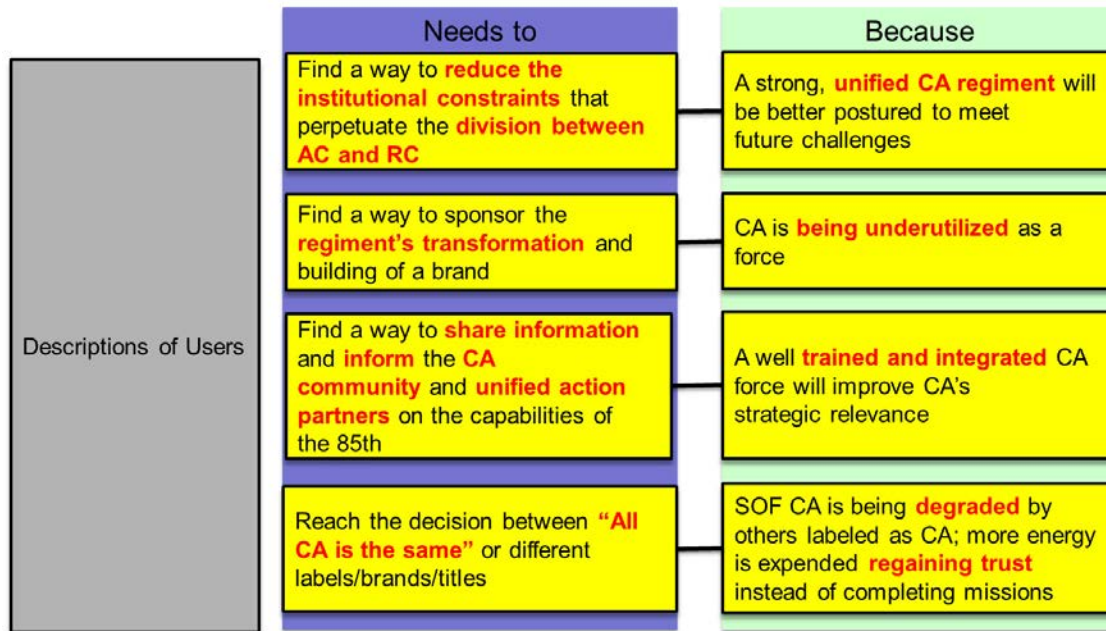 Needs to
Because
Descriptions of Users
Find a way to reduce the
institutional constraints that
perpetuate the division between
AC and RC
A strong, unified CA regiment will
be better postured to meet
future challenges
Find a way to sponsor the
regiment's transformation and
building of a brand
CA is being underutilized as a
force
Find a way to share information
and inform the CA
community and unified action
partners on the capabilities of
the 85th
A well trained and integrated CA
force will improve CA's
strategic relevance
Reach the decision between “All
CA is the same” or different
labels/brands/titles
SOF CA is being degraded by
others labeled as CA; more energy
is expended regaining trust
instead of completing missions